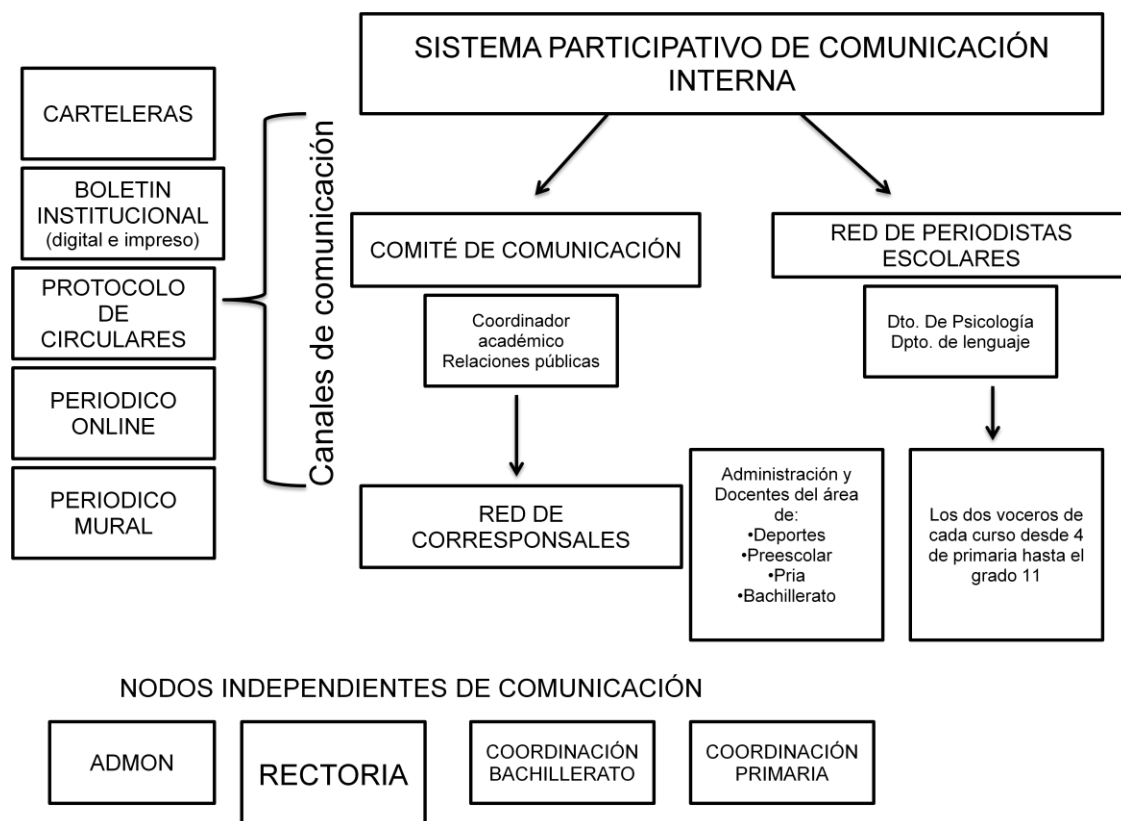 SISTEMA PARTICIPATIVO DE COMUNICACIÓN
INTERNA
CARTELERAS
BOLETIN
INSTITUCIONAL
(digital e impreso)
PROTOCOLO
DE
CIRCULARES
PERIODICO
ONLINE
PERIODICO
MURAL
Canales de comunicación
COMITÉ DE COMUNICACIÓN
Coordinador
académico
Relaciones públicas
RED DE
CORRESPONSALES
RED DE PERIODISTAS
ESCOLARES
Dto. De Psicología
Dpto. de lenguaje
Administración y
Docentes del área
de:
•Deportes
•Preescolar
•Pria
•Bachillerato
Los dos voceros de
cada curso desde 4
de primaria hasta el
grado 11
NODOS INDEPENDIENTES DE COMUNICACIÓN
ADMON
RECTORIA
COORDINACIÓN
BACHILLERATO
COORDINACIÓN
PRIMARIA